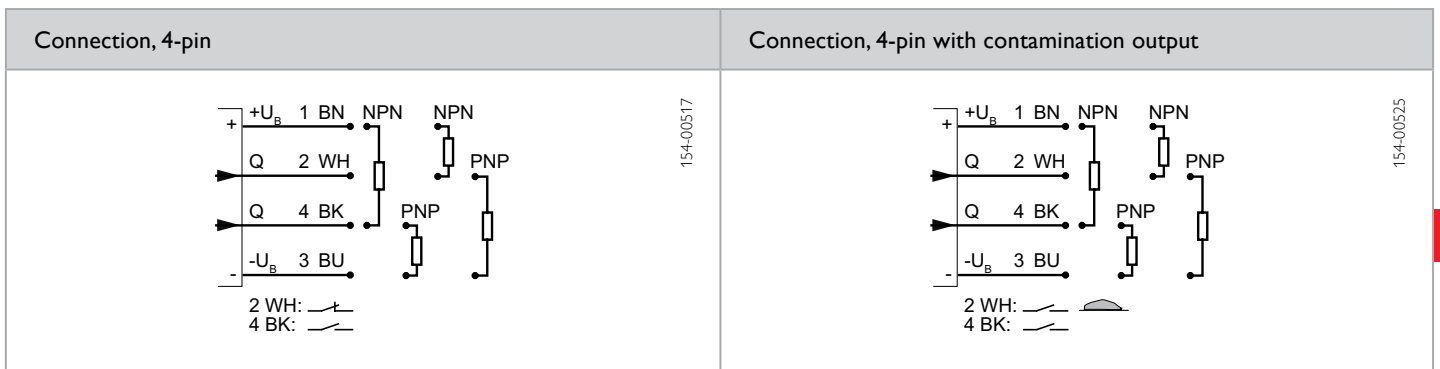 Connection, 4-pin
Connection, 4-pin with contamination output
+U_B 1 BN NPN NPN
+
Q 2 WH PNP
Q 4 BK PNP
-U_B 3 BU
-
2 WH:
4 BK:
154-00517
+U_B 1 BN NPN NPN
+
Q 2 WH PNP
Q 4 BK PNP
-U_B 3 BU
-
2 WH:
4 BK:
154-00525